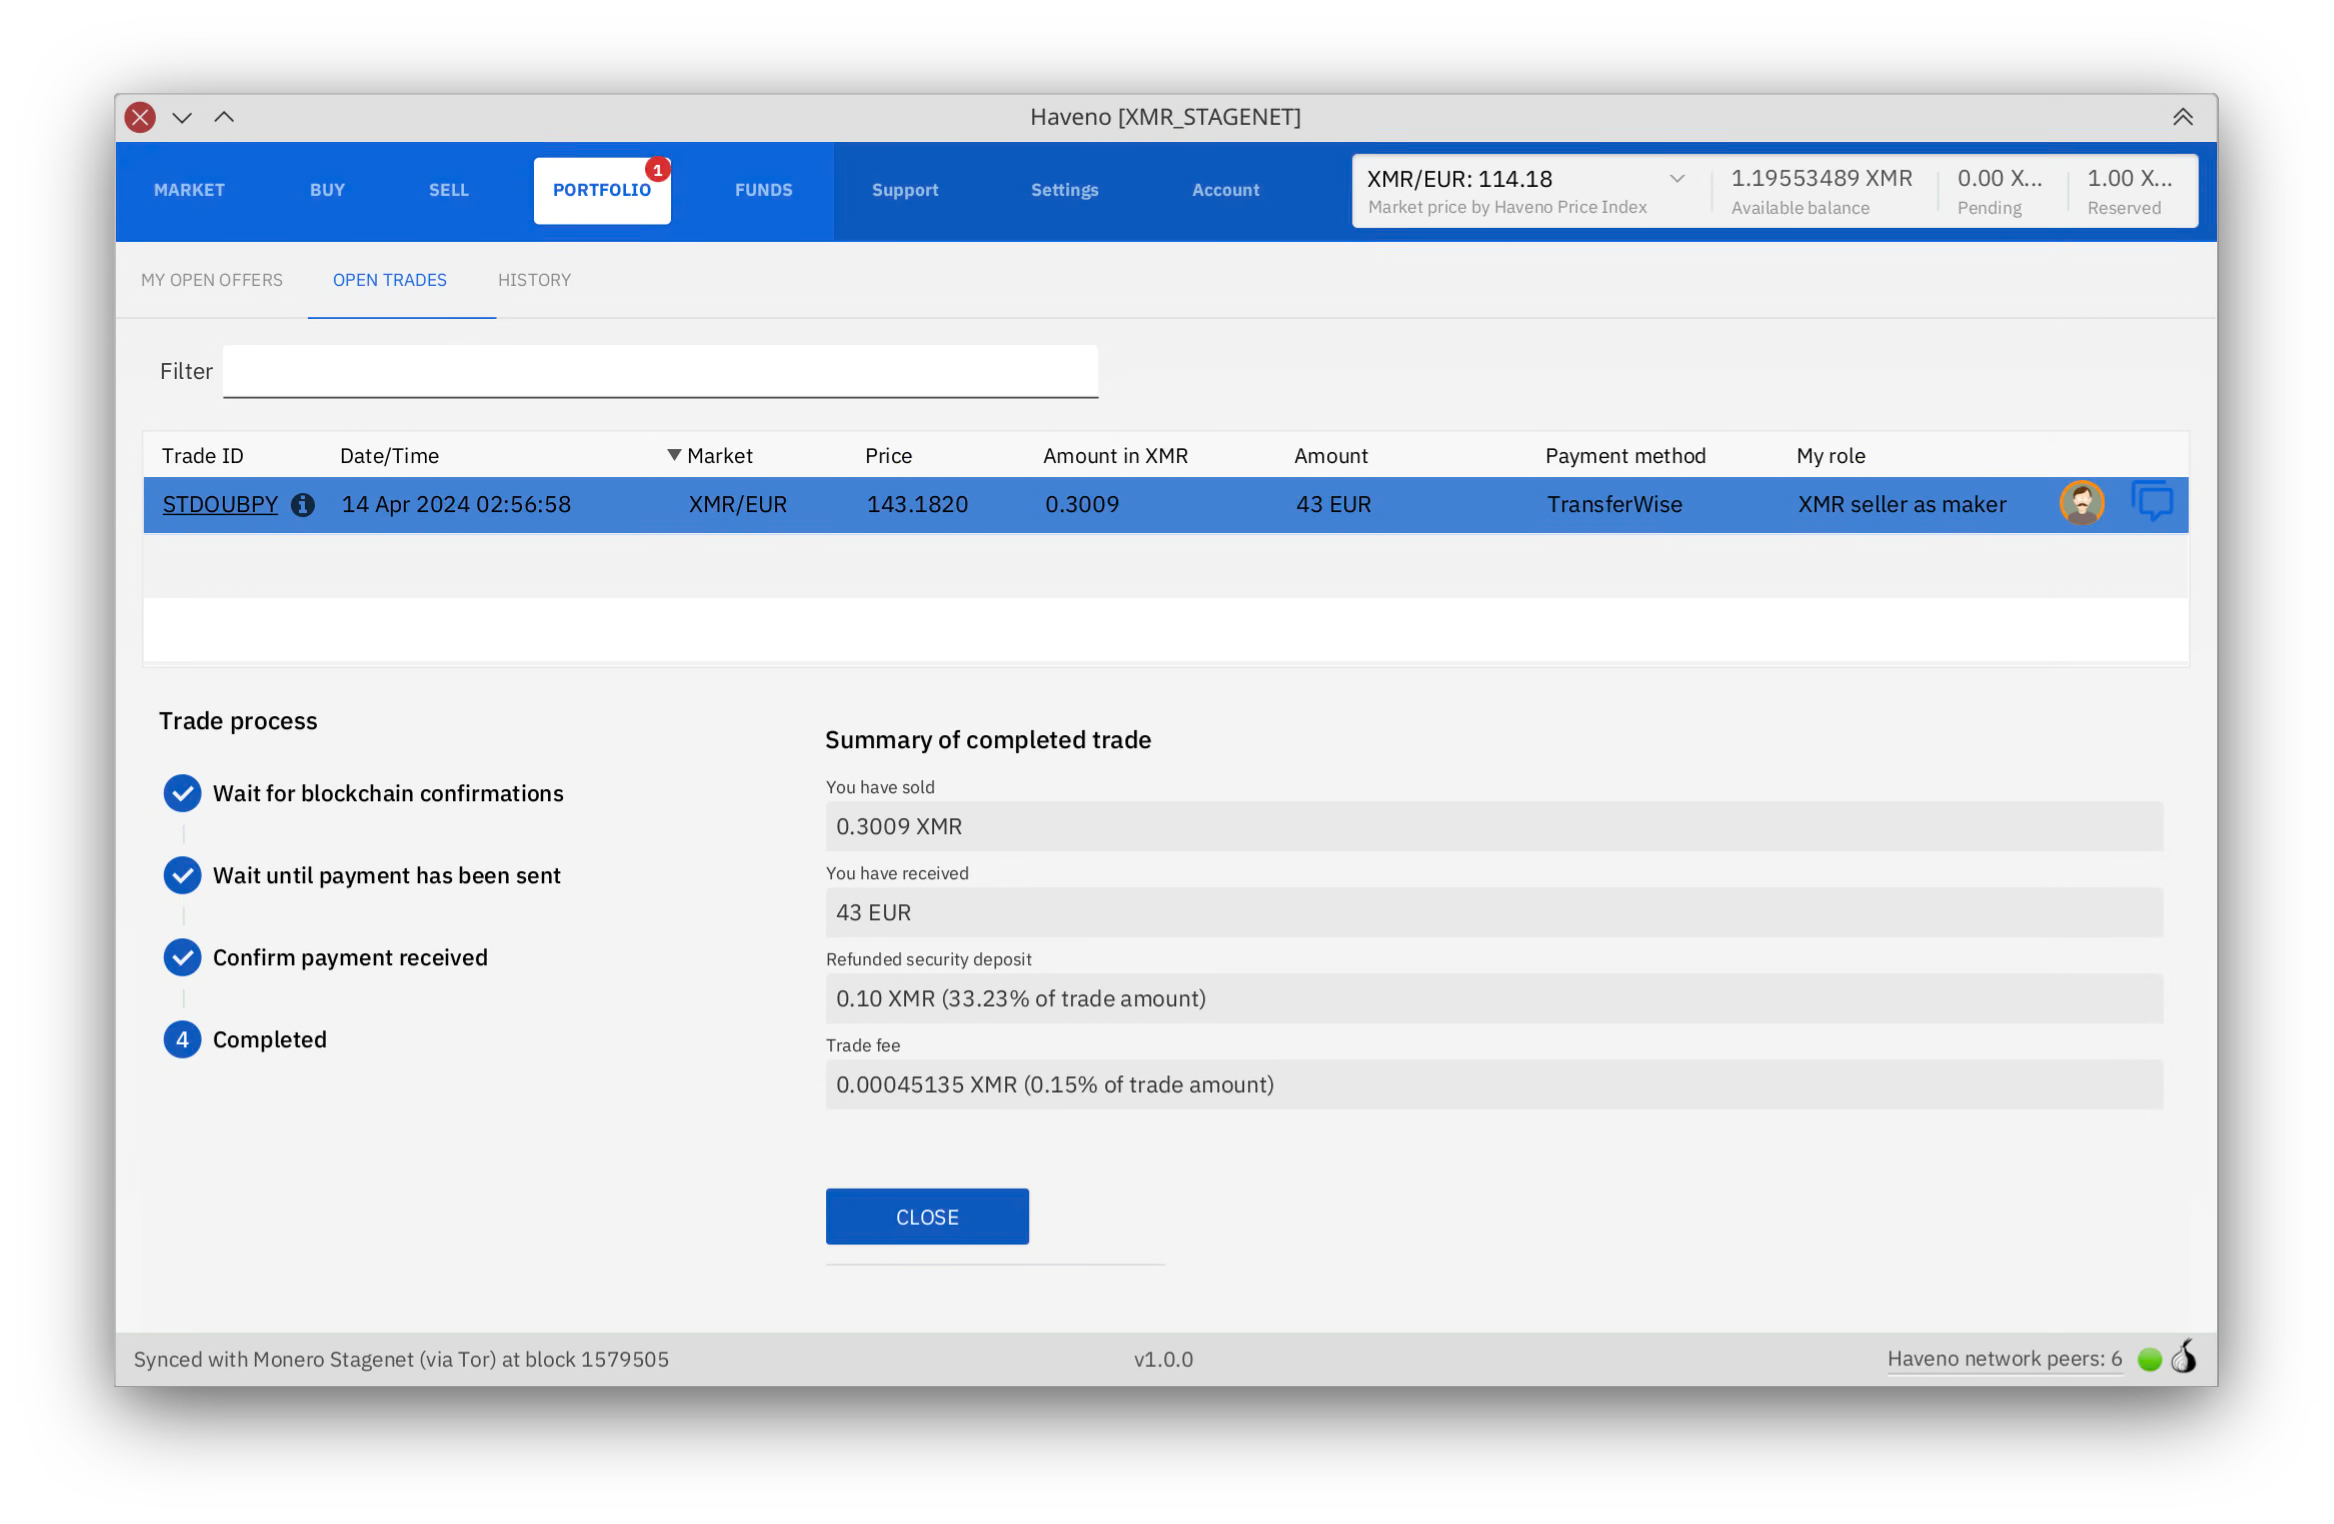 Haveno [XMR_STAGENET]
MARKET BUY SELL PORTFOLIO 1 FUNDS Support Settings Account
XMR/EUR: 114.18 1.19553489 XMR 0.00 X... 1.00 X...
Market price by Haveno Price Index Available balance Pending Reserved
MY OPEN OFFERS OPEN TRADES HISTORY
Filter
Trade ID Date/Time Market Price Amount in XMR Amount Payment method My role
STDOUBPY 14 Apr 2024 02:56:58 XMR/EUR 143.1820 0.3009 43 EUR TransferWise XMR seller as maker
Trade process
Wait for blockchain confirmations
Wait until payment has been sent
Confirm payment received
4 Completed
Summary of completed trade
You have sold
0.3009 XMR
You have received
43 EUR
Refunded security deposit
0.10 XMR (33.23% of trade amount)
Trade fee
0.00045135 XMR (0.15% of trade amount)
CLOSE
Synced with Monero Stagenet (via Tor) at block 1579505 v1.0.0 Haveno network peers: 6